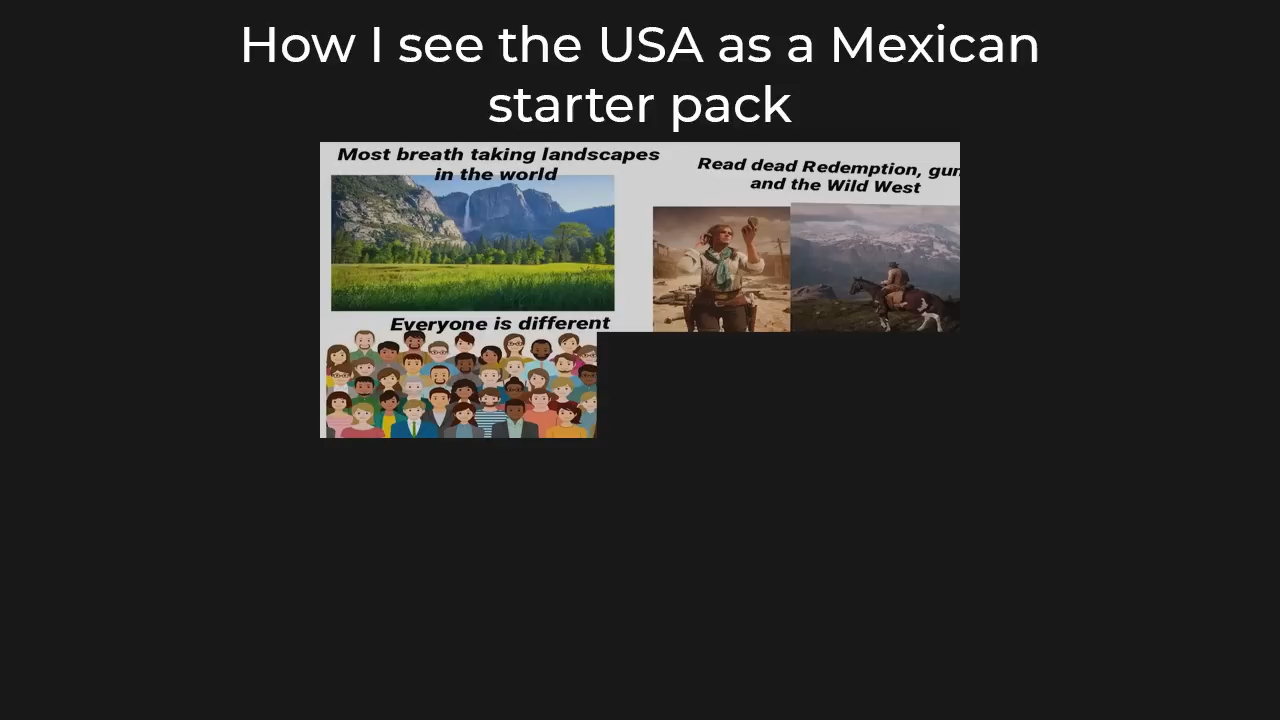 How I see the USA as a Mexican
starter pack
Most breath taking landscapes
in the world
Read dead Redemption, gun
and the Wild West
Everyone is different